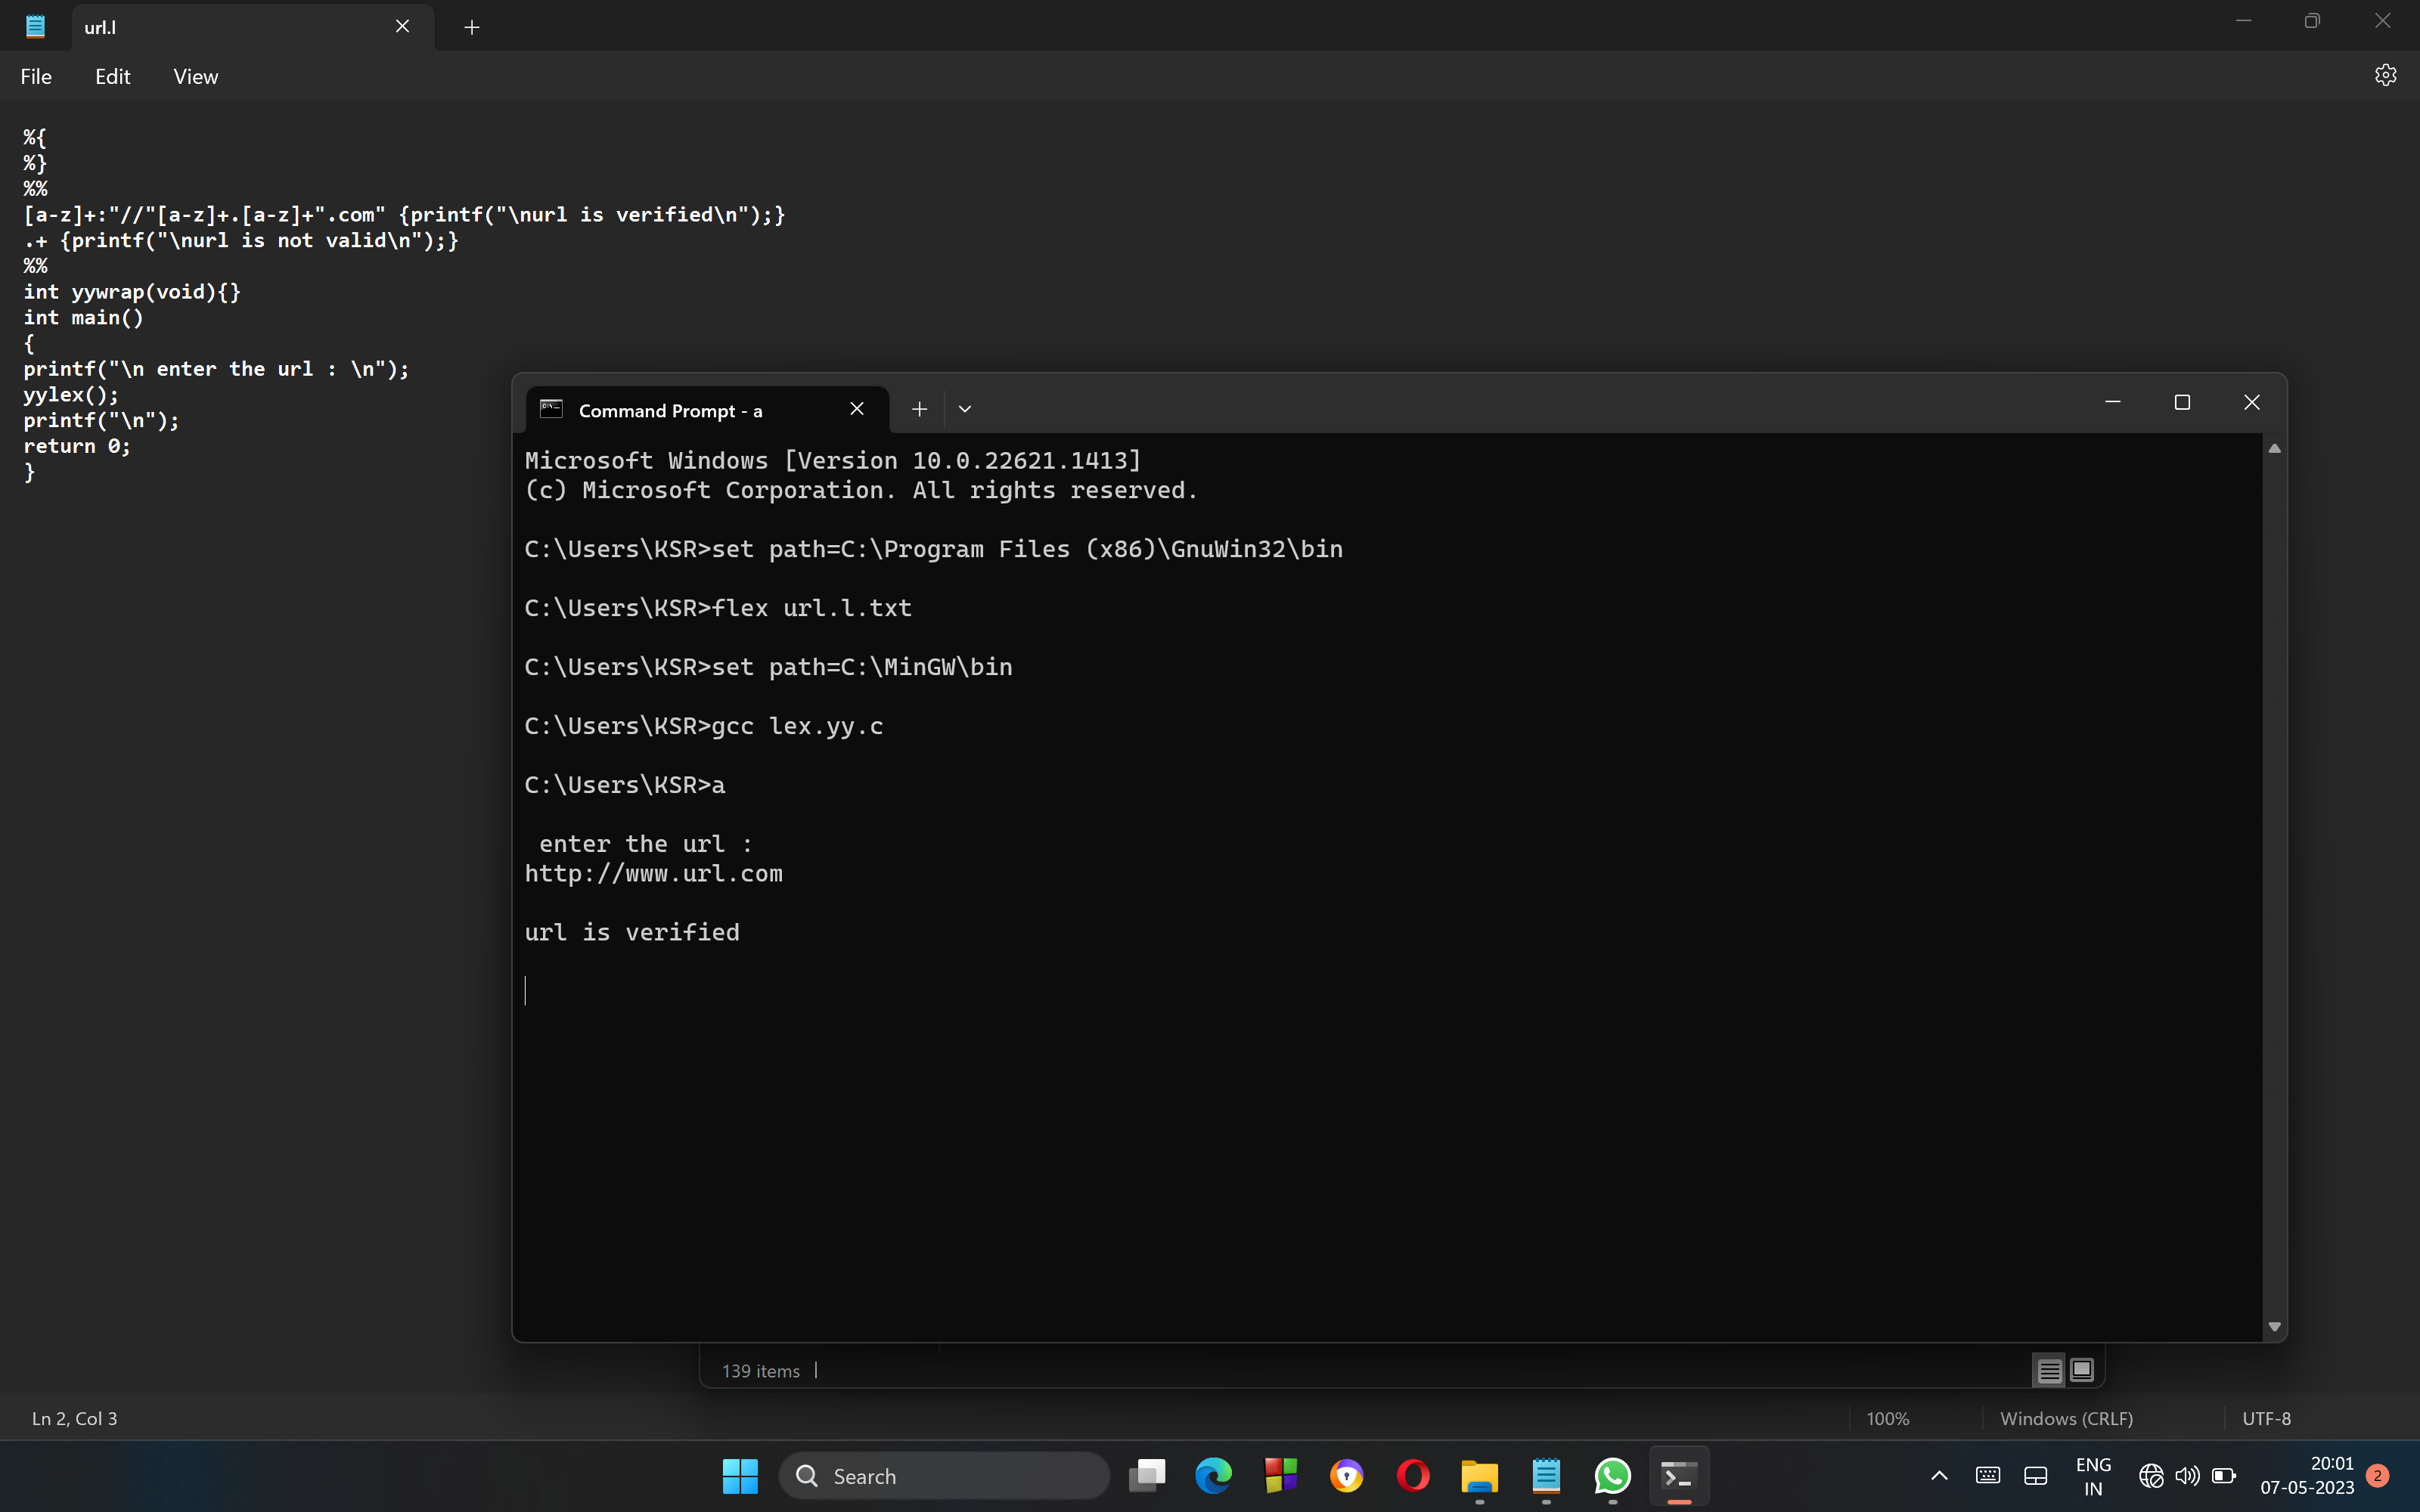 url.l
File Edit View
%{
%}
%%
[a-z]+:"//"[a-z]+.[a-z]+".com" {printf("\nurl is verified\n");}
.+ {printf("\nurl is not valid\n");}
%%
int yywrap(void){}
int main()
{
printf("\n enter the url : \n");
yylex();
printf("\n");
return 0;
}
Command Prompt - a
Microsoft Windows [Version 10.0.22621.1413]
(c) Microsoft Corporation. All rights reserved.
C:\Users\KSR>set path=C:\Program Files (x86)\GnuWin32\bin
C:\Users\KSR>flex url.l.txt
C:\Users\KSR>set path=C:\MinGW\bin
C:\Users\KSR>gcc lex.yy.c
C:\Users\KSR>a
enter the url :
http://www.url.com
url is verified
139 items
Ln 2, Col 3 100% Windows (CRLF) UTF-8
Search
ENG
IN
20:01
07-05-2023
2